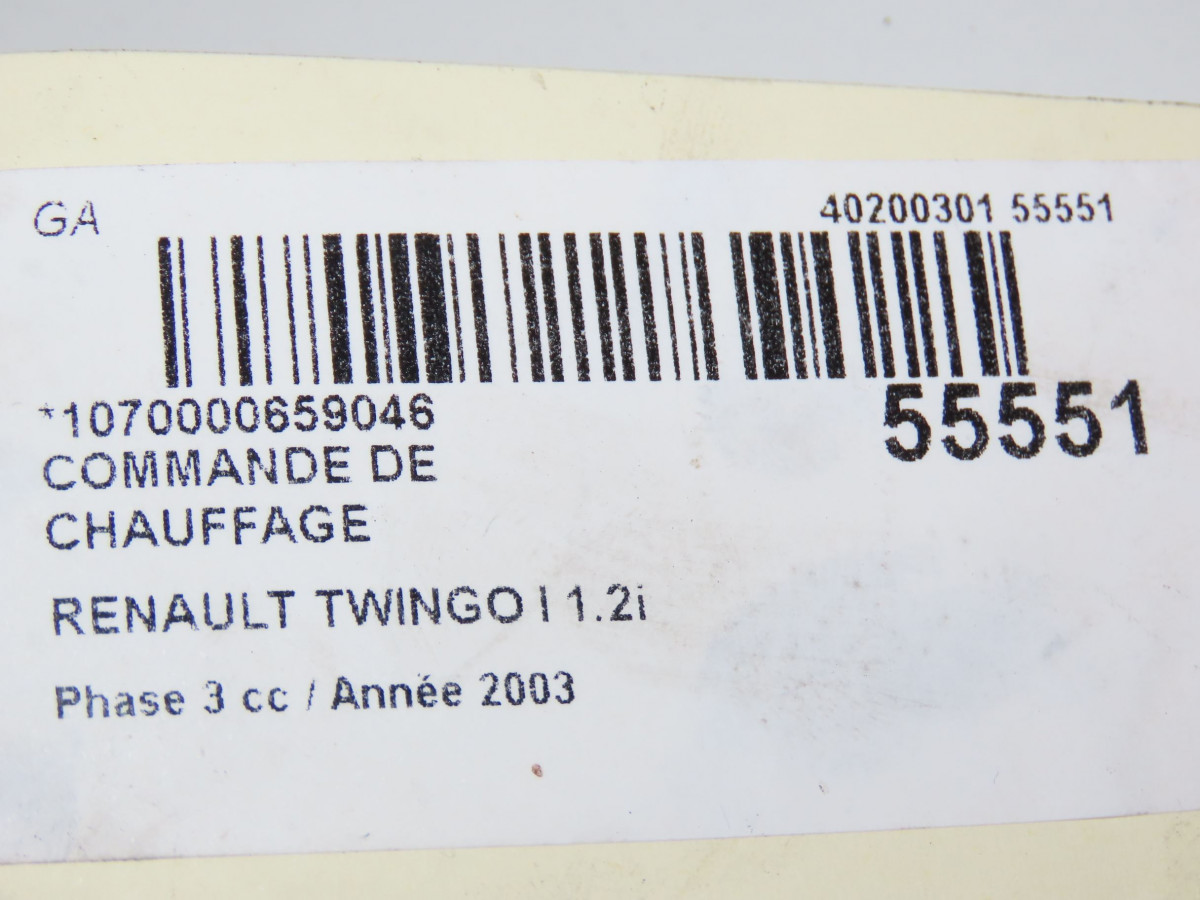 GA
40200301 55551
*1070000659046
55551
COMMANDE DE
CHAUFFAGE
RENAULT TWINGO I 1.2i
Phase 3 cc / Année 2003